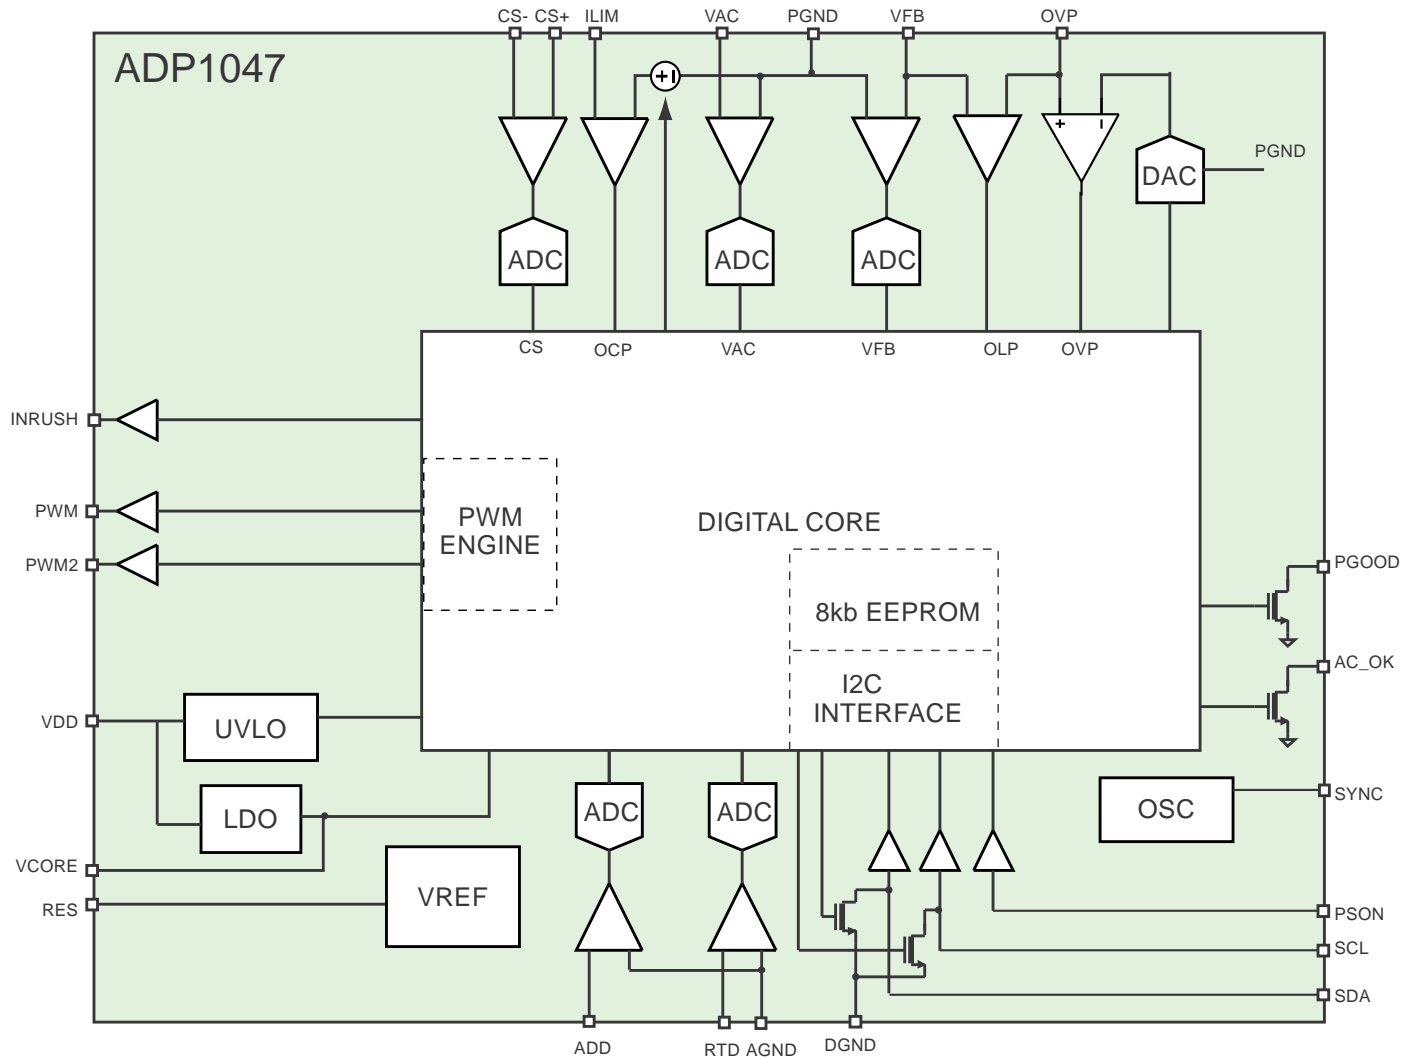 CS- CS+ ILIM VAC PGND VFB OVP
ADP1047
+ I
+ I
PGND
DAC
ADC ADC ADC
CS OCP VAC VFB OLP OVP
INRUSH
PWM
PWM2
PWM
ENGINE
DIGITAL CORE
8kb EEPROM
I2C
INTERFACE
PGOOD
AC_OK
VDD
UVLO
LDO
ADC ADC
OSC
SYNC
VCORE
RES
VREF
PSON
SCL
SDA
ADD RTD AGND DGND